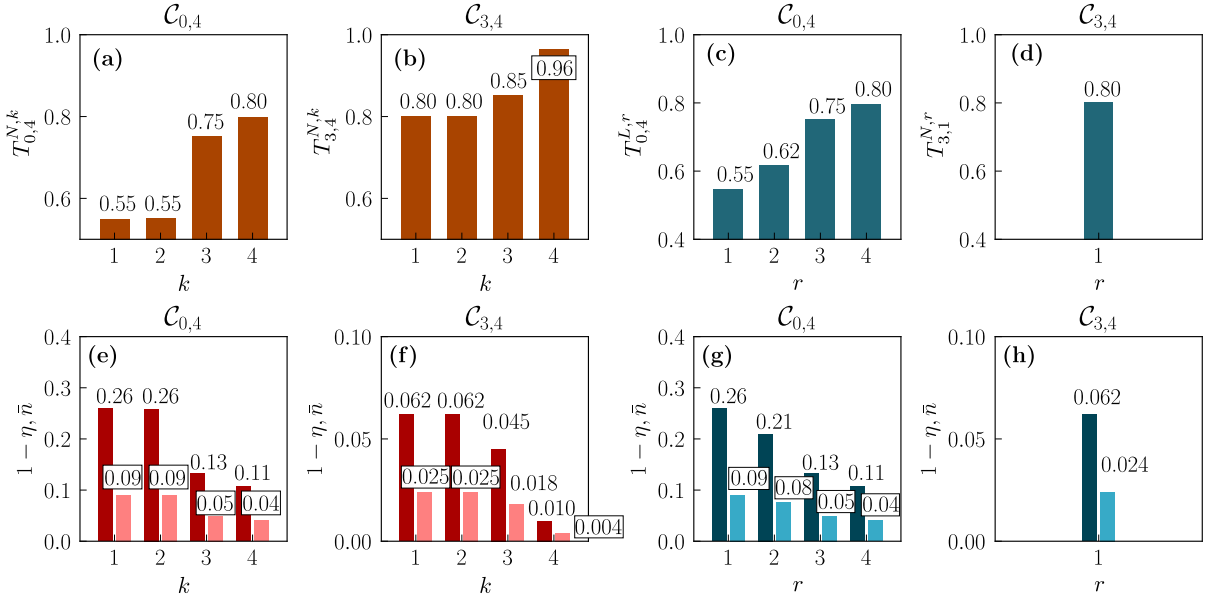 𝒞₀,₄
(a)
T₀,₄^{N,k}
1.0
0.8
0.6
0.55
0.55
0.75
0.80
1 2 3 4
k
𝒞₃,₄
(b)
T₃,₄^{N,k}
1.0
0.8
0.6
0.80
0.80
0.85
0.96
1 2 3 4
k
𝒞₀,₄
(c)
T₀,₄^{L,r}
1.0
0.8
0.6
0.4
0.55
0.62
0.75
0.80
1 2 3 4
r
𝒞₃,₄
(d)
T₃,₁^{N,r}
1.0
0.8
0.6
0.4
0.80
1
r
𝒞₀,₄
(e)
1 − η, n̄
0.4
0.3
0.2
0.1
0.0
0.26
0.09
0.26
0.09
0.13
0.05
0.11
0.04
1 2 3 4
k
𝒞₃,₄
(f)
1 − η, n̄
0.10
0.05
0.00
0.062
0.025
0.062
0.025
0.045
0.018
0.010
0.004
1 2 3 4
k
𝒞₀,₄
(g)
1 − η, n̄
0.4
0.3
0.2
0.1
0.0
0.26
0.09
0.21
0.08
0.13
0.05
0.11
0.04
1 2 3 4
r
𝒞₃,₄
(h)
1 − η, n̄
0.10
0.05
0.00
0.062
0.024
1
r